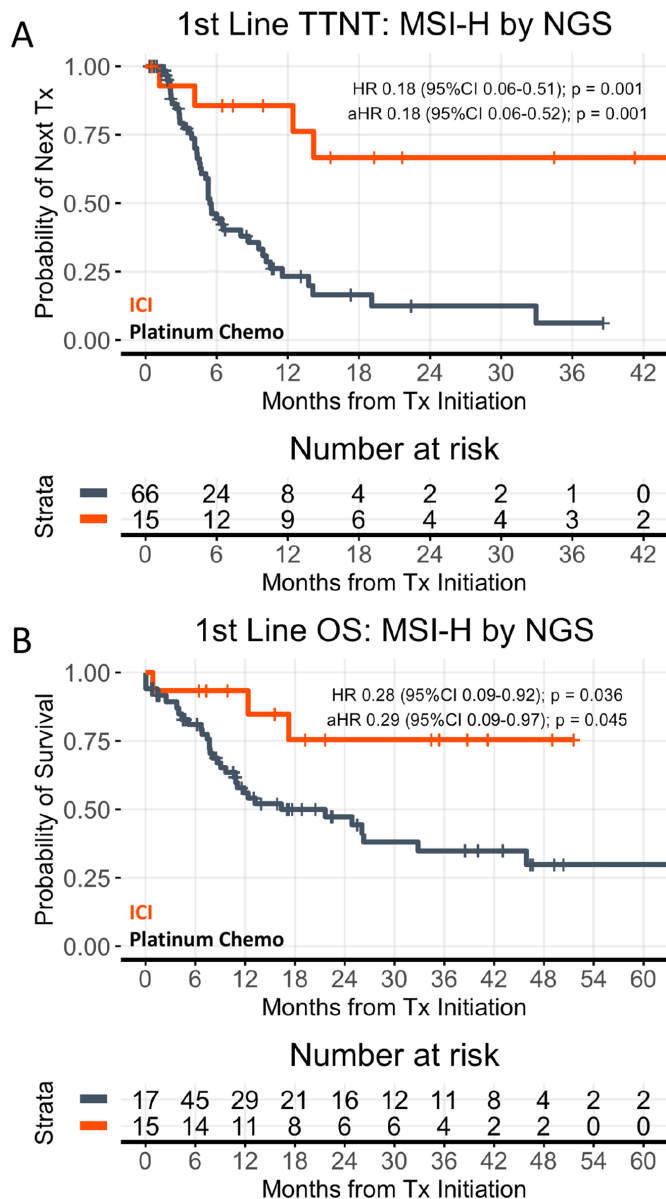 A
1st Line TTNT: MSI-H by NGS
HR 0.18 (95%CI 0.06-0.51); p = 0.001
aHR 0.18 (95%CI 0.06-0.52); p = 0.001
Probability of Next Tx
1.00
0.75
0.50
0.25
0.00
ICI
Platinum Chemo
0 6 12 18 24 30 36 42
Months from Tx Initiation
Number at risk
Strata
66 24 8 4 2 2 1 0
15 12 9 6 4 4 3 2
0 6 12 18 24 30 36 42
Months from Tx Initiation
B
1st Line OS: MSI-H by NGS
HR 0.28 (95%CI 0.09-0.92); p = 0.036
aHR 0.29 (95%CI 0.09-0.97); p = 0.045
Probability of Survival
1.00
0.75
0.50
0.25
0.00
ICI
Platinum Chemo
0 6 12 18 24 30 36 42 48 54 60
Months from Tx Initiation
Number at risk
Strata
17 45 29 21 16 12 11 8 4 2 2
15 14 11 8 6 6 4 2 2 0 0
0 6 12 18 24 30 36 42 48 54 60
Months from Tx Initiation